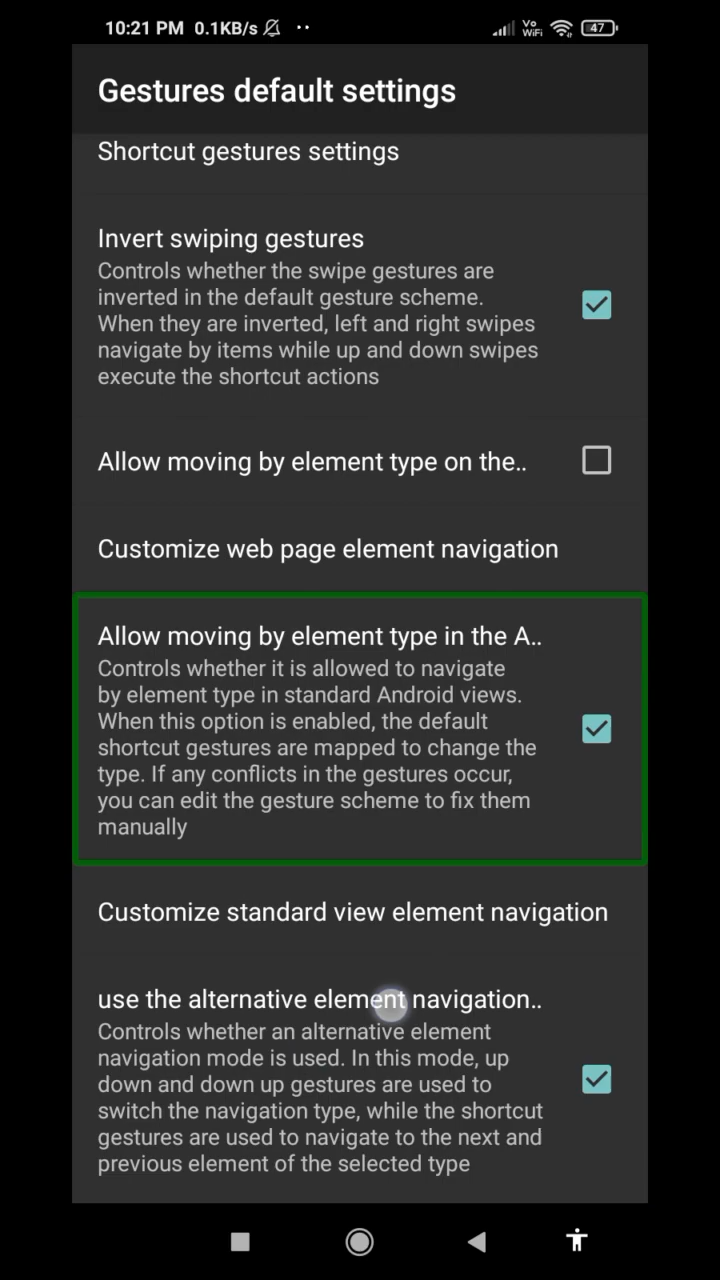 10:21 PM 0.1KB/s Vo WiFi 47
Gestures default settings
Shortcut gestures settings
Invert swiping gestures
Controls whether the swipe gestures are
inverted in the default gesture scheme.
When they are inverted, left and right swipes
navigate by items while up and down swipes
execute the shortcut actions
Allow moving by element type on the..
Customize web page element navigation
Allow moving by element type in the A..
Controls whether it is allowed to navigate
by element type in standard Android views.
When this option is enabled, the default
shortcut gestures are mapped to change the
type. If any conflicts in the gestures occur,
you can edit the gesture scheme to fix them
manually
Customize standard view element navigation
use the alternative element navigation..
Controls whether an alternative element
navigation mode is used. In this mode, up
down and down up gestures are used to
switch the navigation type, while the shortcut
gestures are used to navigate to the next and
previous element of the selected type